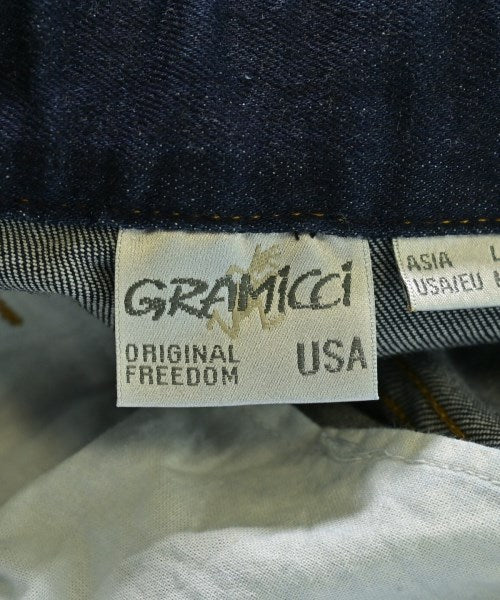 GRAMICCI
ORIGINAL
FREEDOM
USA
ASIA L
USA/EU